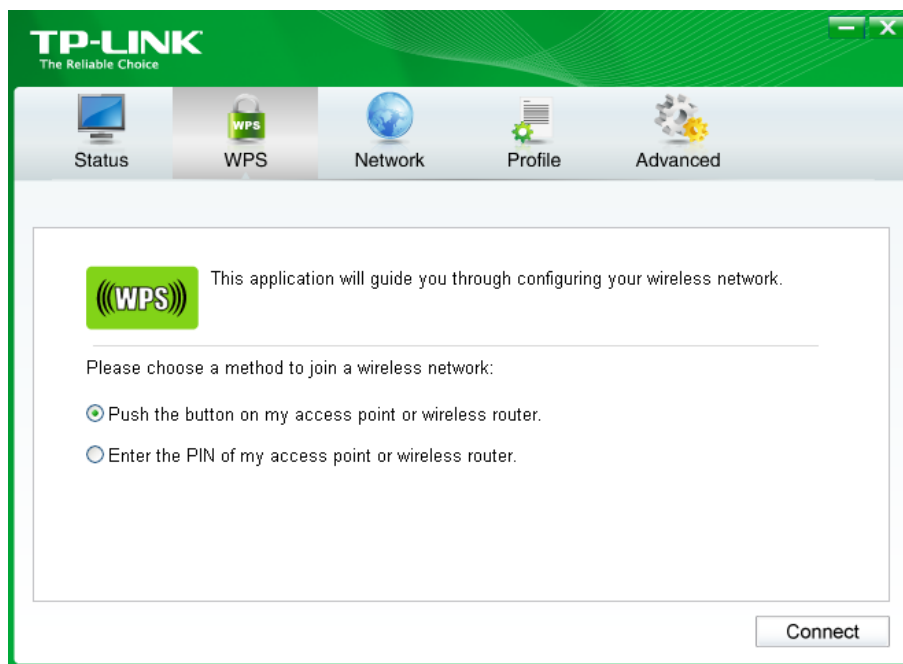 TP-LINK
The Reliable Choice
WPS
Status
WPS
Network
Profile
Advanced
WPS
This application will guide you through configuring your wireless network.
Please choose a method to join a wireless network:
Push the button on my access point or wireless router.
Enter the PIN of my access point or wireless router.
Connect